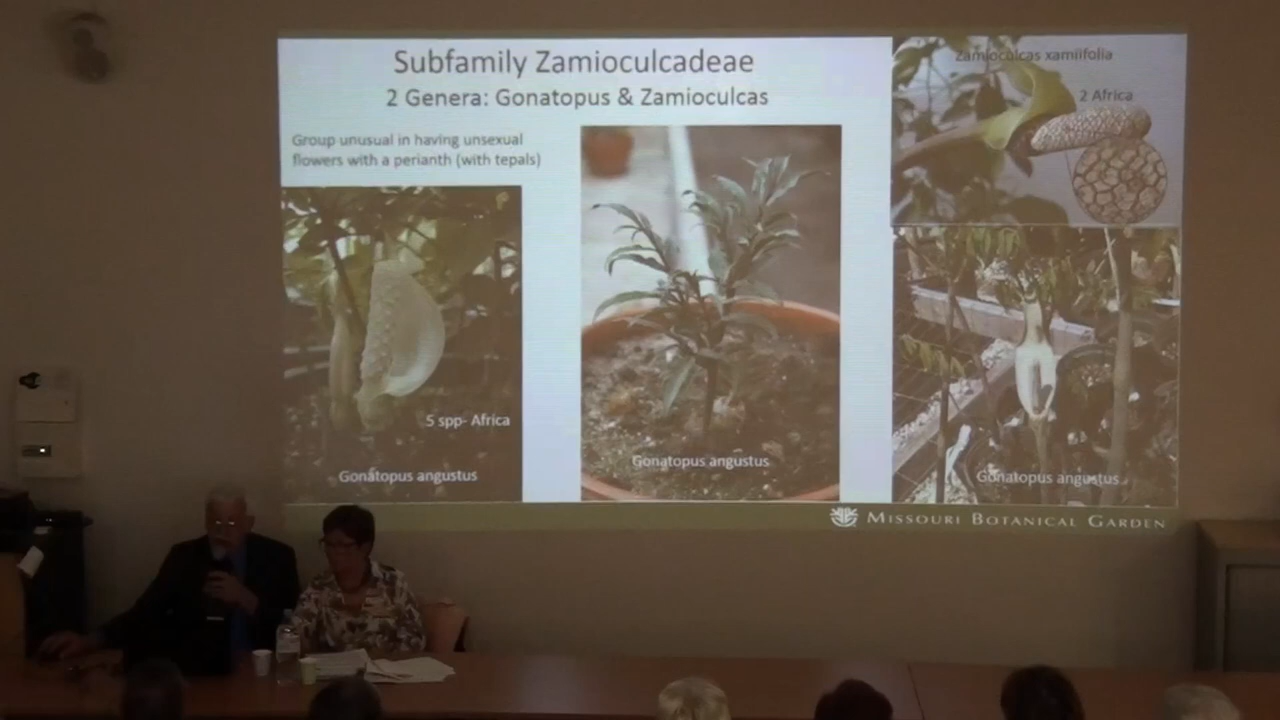 Subfamily Zamioculcadeae
2 Genera: Gonatopus & Zamioculcas
Group unusual in having unsexual
flowers with a perianth (with tepals)
5 spp- Africa
Gonatopus angustus
Gonatopus angustus
Zamioculcas xamiifolia
2 Africa
Gonatopus angustus
MISSOURI BOTANICAL GARDEN